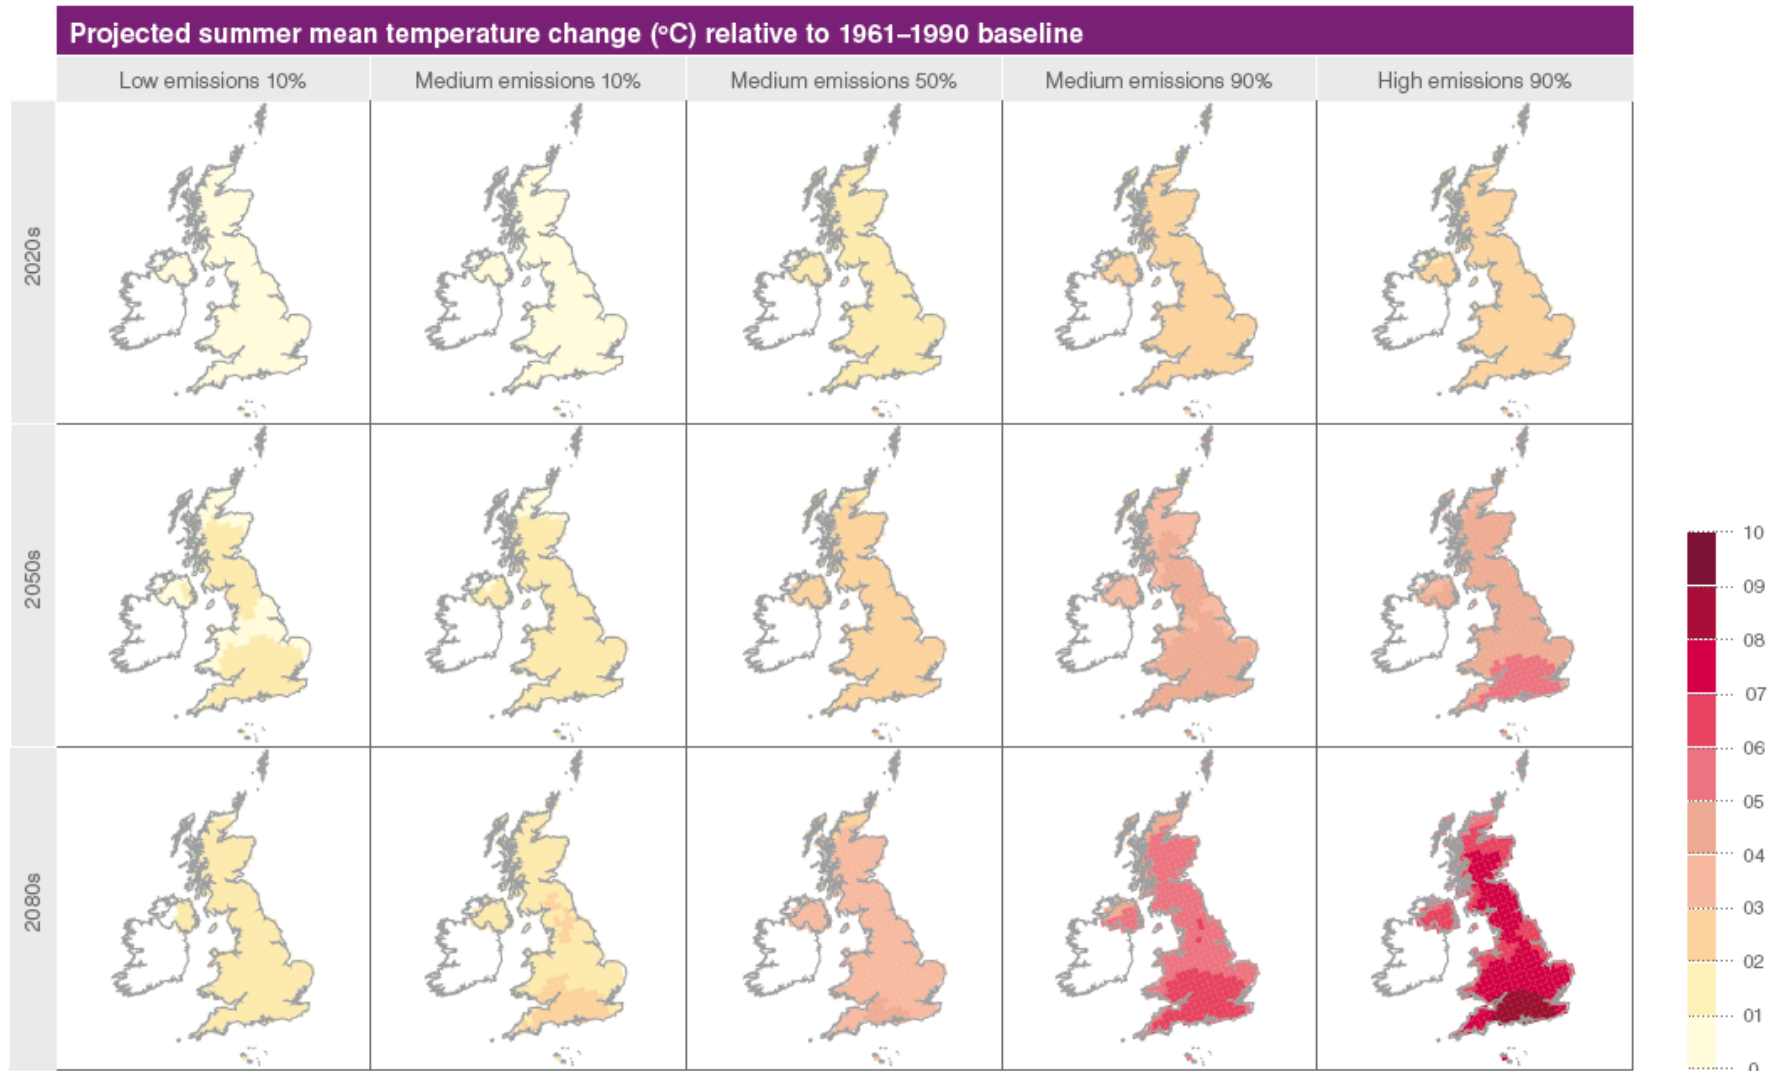 Projected summer mean temperature change (°C) relative to 1961–1990 baseline
Low emissions 10%
Medium emissions 10%
Medium emissions 50%
Medium emissions 90%
High emissions 90%
2020s
2050s
2080s
10
09
08
07
06
05
04
03
02
01
0